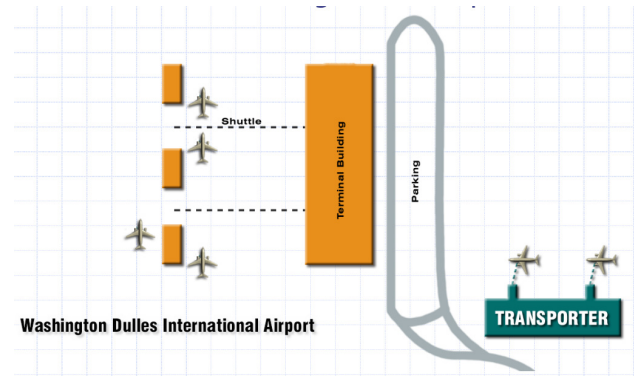 Shuttle
Terminal Building
Parking
Washington Dulles International Airport
TRANSPORTER